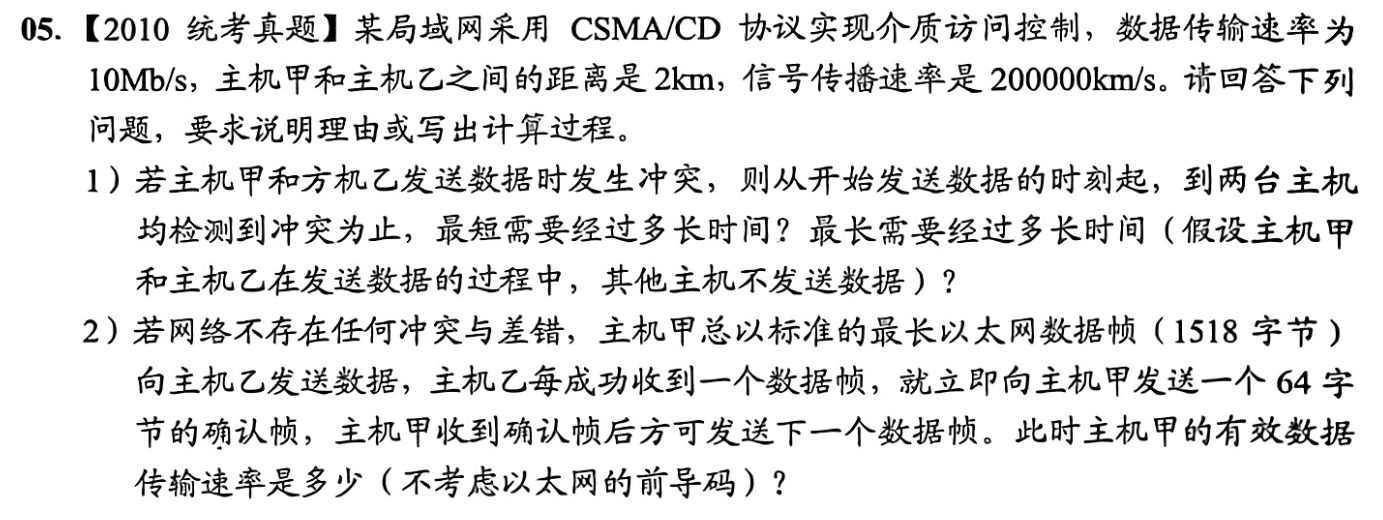 05. 【2010 统考真题】某局域网采用 CSMA/CD 协议实现介质访问控制，数据传输速率为
10Mb/s，主机甲和主机乙之间的距离是 2km，信号传播速率是 200000km/s。请回答下列
问题，要求说明理由或写出计算过程。
1）若主机甲和方机乙发送数据时发生冲突，则从开始发送数据的时刻起，到两台主机
均检测到冲突为止，最短需要经过多长时间？最长需要经过多长时间（假设主机甲
和主机乙在发送数据的过程中，其他主机不发送数据）？
2）若网络不存在任何冲突与差错，主机甲总以标准的最长以太网数据帧（1518 字节）
向主机乙发送数据，主机乙每成功收到一个数据帧，就立即向主机甲发送一个 64 字
节的确认帧，主机甲收到确认帧后方可发送下一个数据帧。此时主机甲的有效数据
传输速率是多少（不考虑以太网的前导码）？